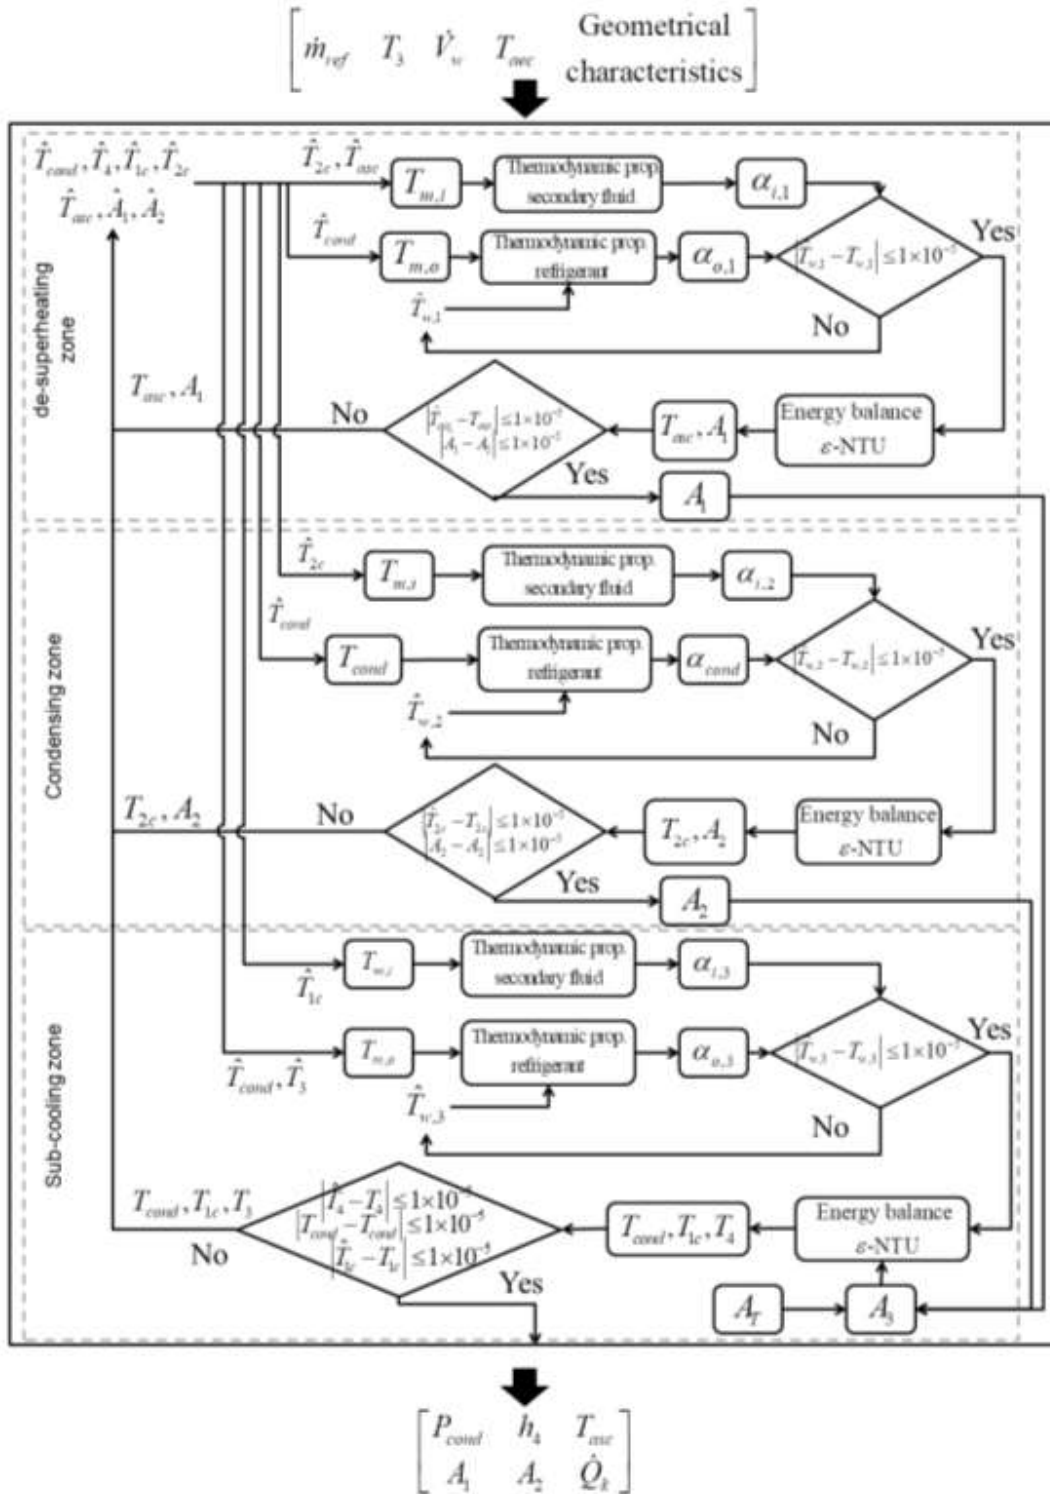 Geometrical
ṁ_ref T_3 V̇_w T_aec characteristics
T̂_cond, T̂_4, T̂_1c, T̂_2c
T̂_asc, Â_1, Â_2
T̂_2c, T̂_asc
T_m,i
Thermodynamic prop.
secondary fluid
α_i,1
T̂_cond
T_m,o
Thermodynamic prop.
refrigerant
α_o,1
|T̂_w,1 − T_w,1| ≤ 1×10^-5
Yes
T̂_w,1
No
de-superheating
zone
T_asc, A_1
No
|T̂_asc − T_asc| ≤ 1×10^-5
|Â_1 − A_1| ≤ 1×10^-5
T_asc, A_1
Energy balance
ε-NTU
Yes
A_1
T̂_2c
T_m,i
Thermodynamic prop.
secondary fluid
α_i,2
T̂_cond
T_cond
Thermodynamic prop.
refrigerant
α_cond
|T̂_w,2 − T_w,2| ≤ 1×10^-5
Yes
T̂_w,2
No
Condensing zone
T_2c, A_2
No
|T̂_2c − T_2c| ≤ 1×10^-5
|Â_2 − A_2| ≤ 1×10^-5
T_2c, A_2
Energy balance
ε-NTU
Yes
A_2
T̂_1c
T_m,i
Thermodynamic prop.
secondary fluid
α_i,3
T̂_cond, T̂_3
T_m,o
Thermodynamic prop.
refrigerant
α_o,3
|T̂_w,3 − T_w,3| ≤ 1×10^-5
Yes
T̂_w,3
No
Sub-cooling zone
T_cond, T_1c, T_3
No
|T̂_4 − T_4| ≤ 1×10^-5
|T̂_cond − T_cond| ≤ 1×10^-5
|T̂_1c − T_1c| ≤ 1×10^-5
T_cond, T_1c, T_4
Energy balance
ε-NTU
Yes
A_T
A_3
P_cond h_4 T_asc
A_1 A_2 Q̂_k